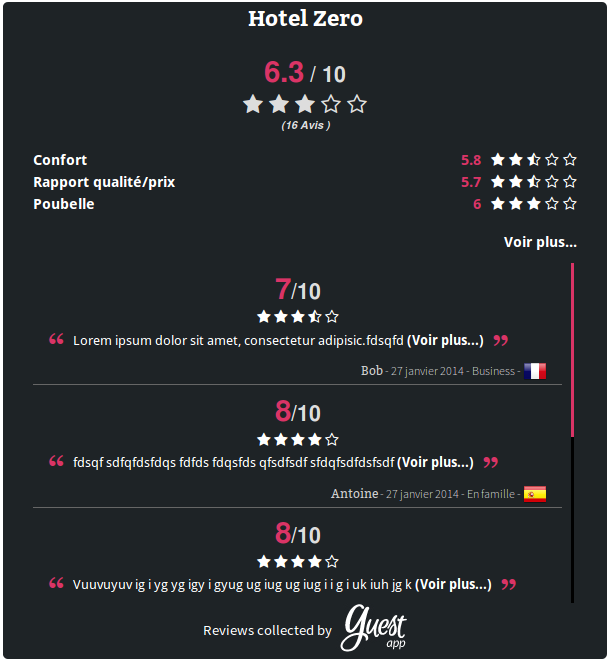 Hotel Zero
6.3 / 10
(16 Avis )
Confort 5.8
Rapport qualité/prix 5.7
Poubelle 6
Voir plus...
7/10
“ Lorem ipsum dolor sit amet, consectetur adipisic.fdsqfd (Voir plus...) ”
Bob - 27 janvier 2014 - Business -
8/10
“ fdsqf sdfqfdsfdqs fdfds fdqsfds qfsdfsdf sfdqfsdfdsfsdf (Voir plus...) ”
Antoine - 27 janvier 2014 - En famille -
8/10
“ Vuuvuyuv ig i yg yg igy i gyug ug iug ug iug i i g i uk iuh jg k (Voir plus...) ”
Reviews collected by guest app